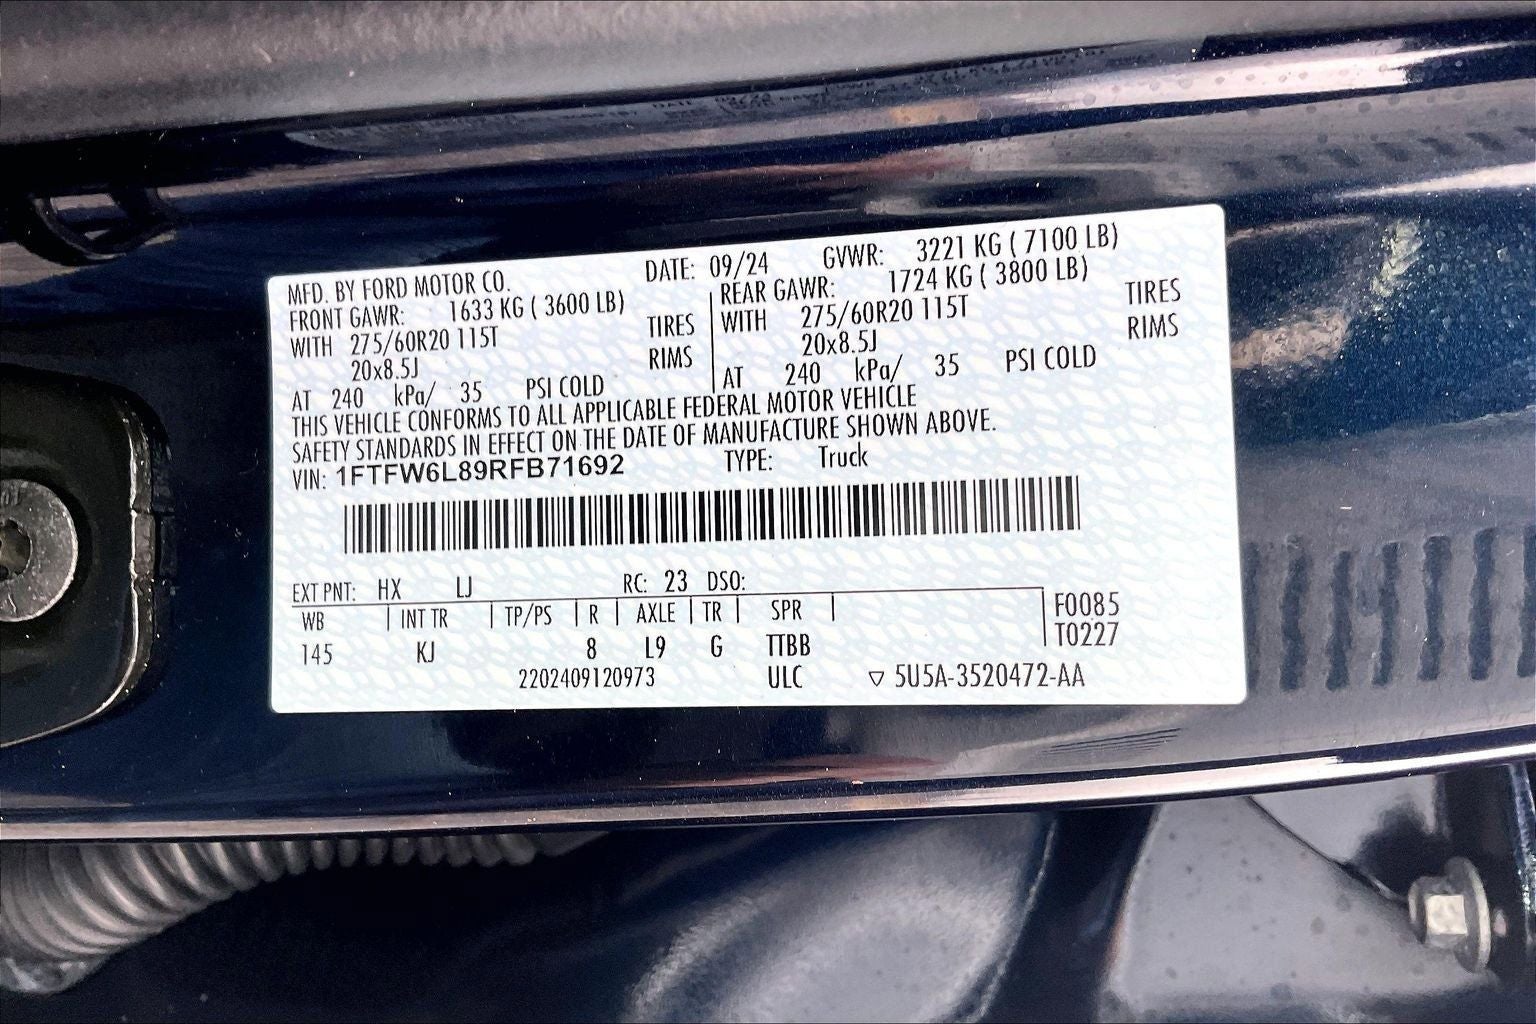 MFD. BY FORD MOTOR CO. DATE: 09/24 GVWR: 3221 KG ( 7100 LB)
FRONT GAWR: 1633 KG ( 3600 LB) REAR GAWR: 1724 KG ( 3800 LB)
WITH 275/60R20 115T TIRES WITH 275/60R20 115T TIRES
20x8.5J RIMS 20x8.5J RIMS
AT 240 kPa/ 35 PSI COLD AT 240 kPa/ 35 PSI COLD
THIS VEHICLE CONFORMS TO ALL APPLICABLE FEDERAL MOTOR VEHICLE
SAFETY STANDARDS IN EFFECT ON THE DATE OF MANUFACTURE SHOWN ABOVE.
VIN: 1FTFW6L89RFB71692 TYPE: Truck
EXT PNT: HX LJ RC: 23 DSO:
WB | INT TR | TP/PS | R | AXLE | TR | SPR | F0085
145 KJ 8 L9 G TTBB T0227
2202409120973 ULC ▽ 5U5A-3520472-AA